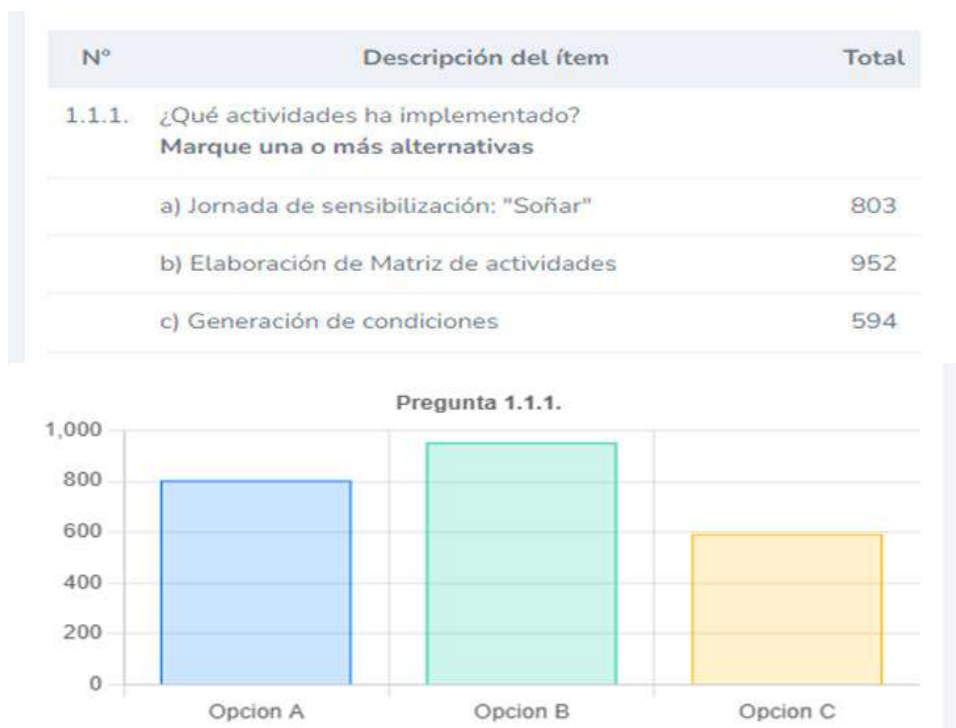 Nº Descripción del ítem Total
1.1.1. ¿Qué actividades ha implementado?
Marque una o más alternativas
a) Jornada de sensibilización: "Soñar" 803
b) Elaboración de Matriz de actividades 952
c) Generación de condiciones 594
Pregunta 1.1.1.
1,000
800
600
400
200
0
Opcion A Opcion B Opcion C